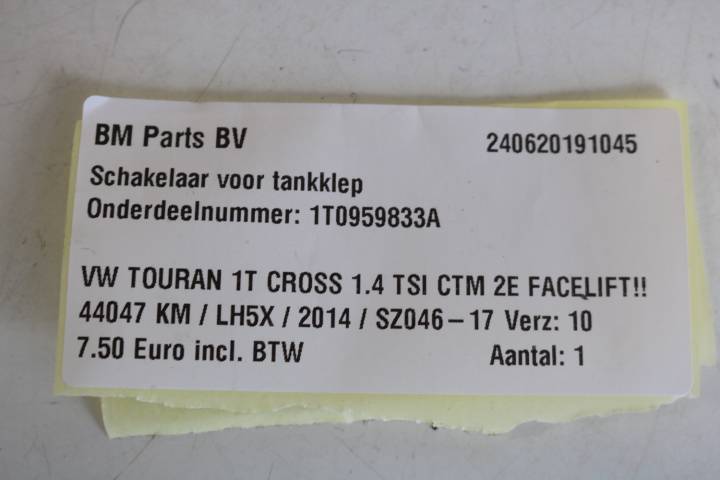 BM Parts BV 240620191045
Schakelaar voor tankklep
Onderdeelnummer: 1T0959833A
VW TOURAN 1T CROSS 1.4 TSI CTM 2E FACELIFT!!
44047 KM / LH5X / 2014 / SZ046-17 Verz: 10
7.50 Euro incl. BTW Aantal: 1